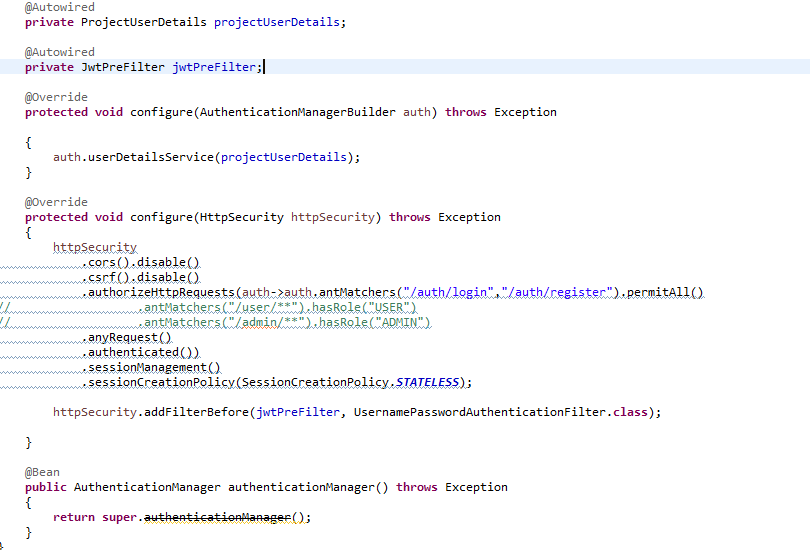 @Autowired
private ProjectUserDetails projectUserDetails;
@Autowired
private JwtPreFilter jwtPreFilter;
@Override
protected void configure(AuthenticationManagerBuilder auth) throws Exception
{
auth.userDetailsService(projectUserDetails);
}
@Override
protected void configure(HttpSecurity httpSecurity) throws Exception
{
httpSecurity
.cors().disable()
.csrf().disable()
.authorizeHttpRequests(auth->auth.antMatchers("/auth/login","/auth/register").permitAll()
// .antMatchers("/user/**").hasRole("USER")
// .antMatchers("/admin/**").hasRole("ADMIN")
.anyRequest()
.authenticated())
.sessionManagement()
.sessionCreationPolicy(SessionCreationPolicy.STATELESS);
httpSecurity.addFilterBefore(jwtPreFilter, UsernamePasswordAuthenticationFilter.class);
}
@Bean
public AuthenticationManager authenticationManager() throws Exception
{
return super.authenticationManager();
}
}